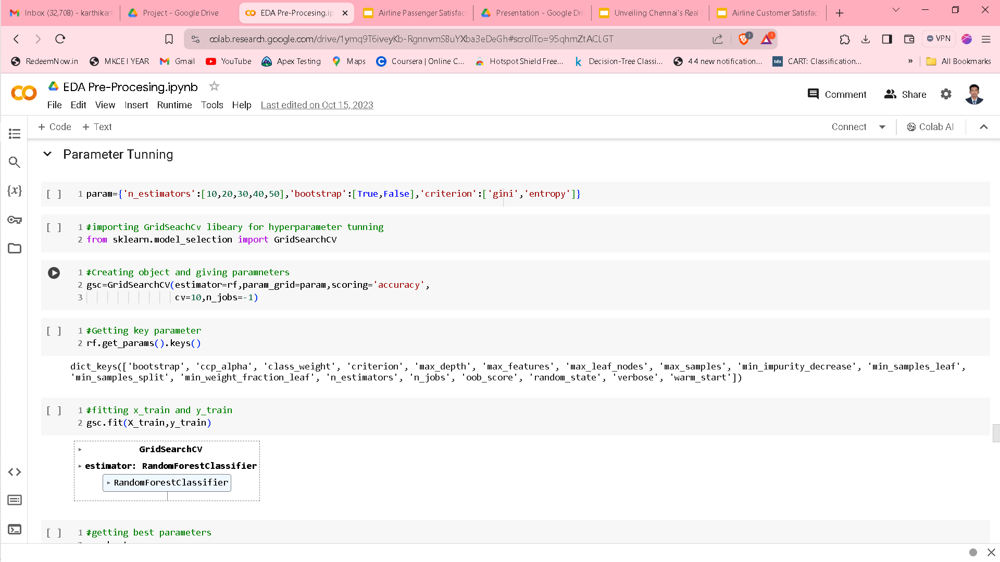 Inbox (32,708) - karthikart
Project - Google Drive
EDA Pre-Procesing.ip
Airline Passenger Satisfac
Presentation - Google Dri
Unveiling Chennai's Real
Airline Customer Satisfact
colab.research.google.com/drive/1ymq9T6iveyKb-RgnnvmSBuYXba3eDeGh#scrollTo=95qhmZtACLGT
2
1
VPN
RedeemNow.in
MKCE I YEAR
Gmail
YouTube
Apex Testing
Maps
Coursera | Online C...
Hotspot Shield Free...
Decision-Tree Classi...
4 4 new notification...
tds CART: Classification...
»
All Bookmarks
EDA Pre-Procesing.ipynb
Comment
Share
File Edit View Insert Runtime Tools Help Last edited on Oct 15, 2023
+ Code + Text
Connect
Colab AI
Parameter Tunning
[ ] 1 param={'n_estimators':[10,20,30,40,50],'bootstrap':[True,False],'criterion':['gini','entropy']}
[ ] 1 #importing GridSeachCv libeary for hyperparameter tunning
2 from sklearn.model_selection import GridSearchCV
1 #Creating object and giving paramneters
2 gsc=GridSearchCV(estimator=rf,param_grid=param,scoring='accuracy',
3 cv=10,n_jobs=-1)
[ ] 1 #Getting key parameter
2 rf.get_params().keys()
dict_keys(['bootstrap', 'ccp_alpha', 'class_weight', 'criterion', 'max_depth', 'max_features', 'max_leaf_nodes', 'max_samples', 'min_impurity_decrease', 'min_samples_leaf',
'min_samples_split', 'min_weight_fraction_leaf', 'n_estimators', 'n_jobs', 'oob_score', 'random_state', 'verbose', 'warm_start'])
[ ] 1 #fitting x_train and y_train
2 gsc.fit(X_train,y_train)
GridSearchCV
estimator: RandomForestClassifier
RandomForestClassifier
[ ] 1 #getting best parameters